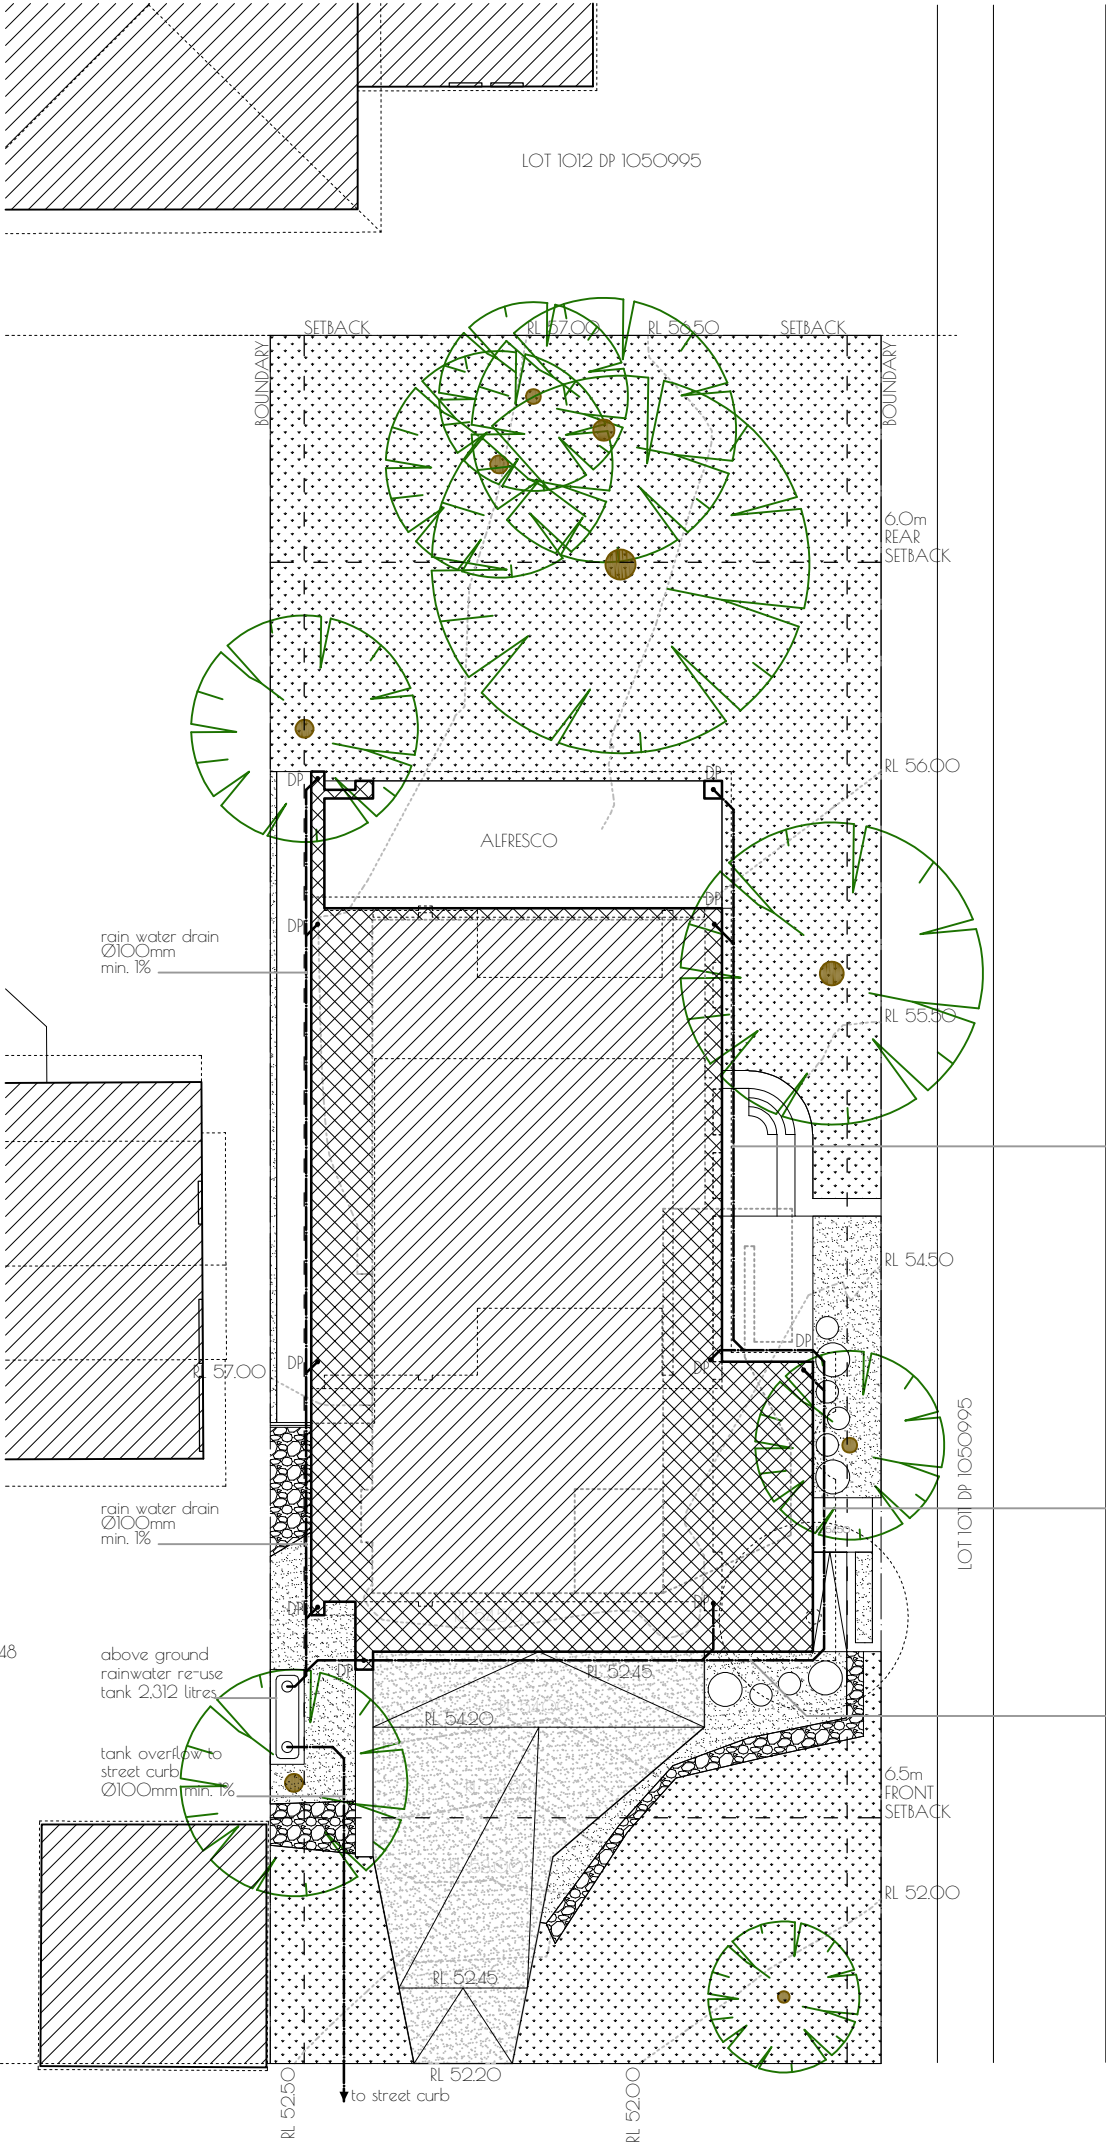 LOT 1012 DP 1050995
SETBACK
RL 57.00
RL 56.50
SETBACK
BOUNDARY
BOUNDARY
6.0m
REAR
SETBACK
DP
DP
RL 56.00
ALFRESCO
DP
DP
rain water drain
Ø100mm
min. 1%
RL 55.50
RL 54.50
DP
DP
DP
RL 57.00
LOT 1011 DP 1050995
rain water drain
Ø100mm
min. 1%
DP
DP
48
above ground
rainwater re-use
tank 2,312 litres
DP
RL 52.45
RL 54.20
tank overflow to
street curb
Ø100mm min. 1%
6.5m
FRONT
SETBACK
RL 52.00
RL 52.45
RL 52.20
to street curb
RL 52.50
RL 52.00